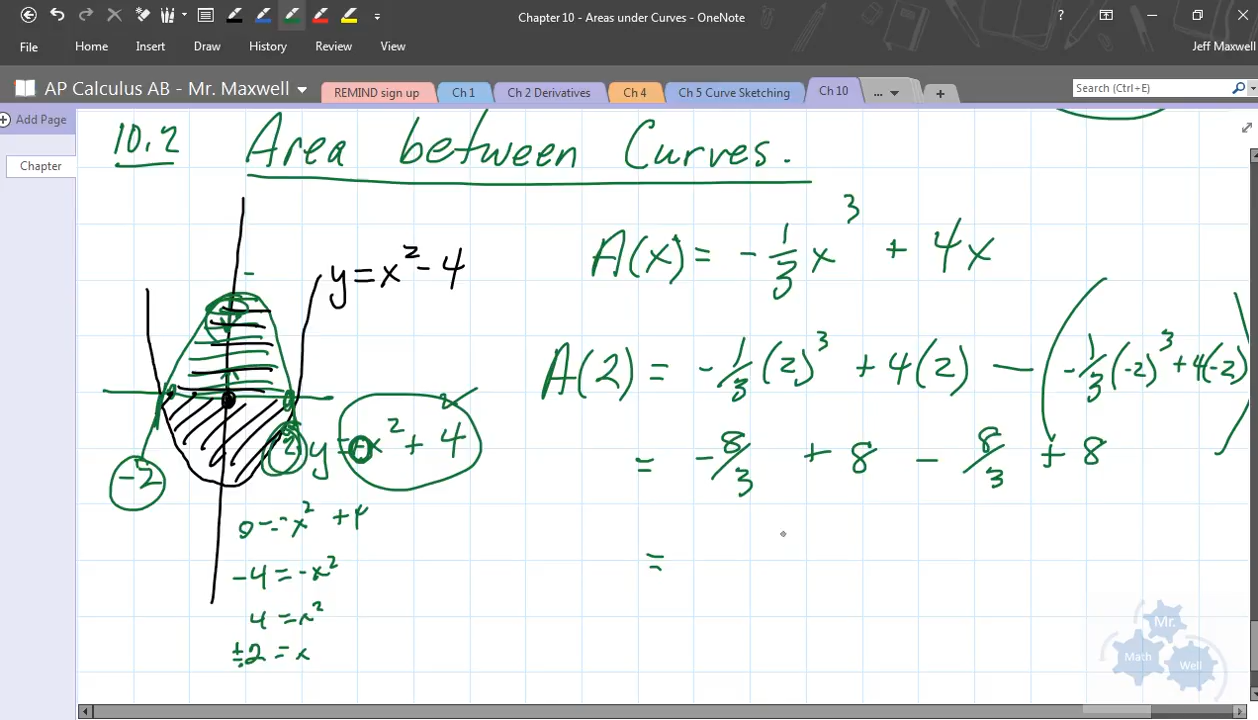 Chapter 10 - Areas under Curves - OneNote
?
File Home Insert Draw History Review View
Jeff Maxwell
AP Calculus AB - Mr. Maxwell
REMIND sign up
Ch 1
Ch 2 Derivatives
Ch 4
Ch 5 Curve Sketching
Ch 10
...
Search (Ctrl+E)
Add Page
Chapter
10.2 Area between Curves.
y = x² - 4
A(x) = - 1/3 x³ + 4x
A(2) = - 1/3 (2)³ + 4(2) - ( - 1/3 (-2)³ + 4(-2) )
y = -x² + 4
= - 8/3 + 8 - 8/3 + 8
-2
2
0 = -x² + 4
-4 = -x²
=
4 = x²
±2 = x
Mr.
Math
Well